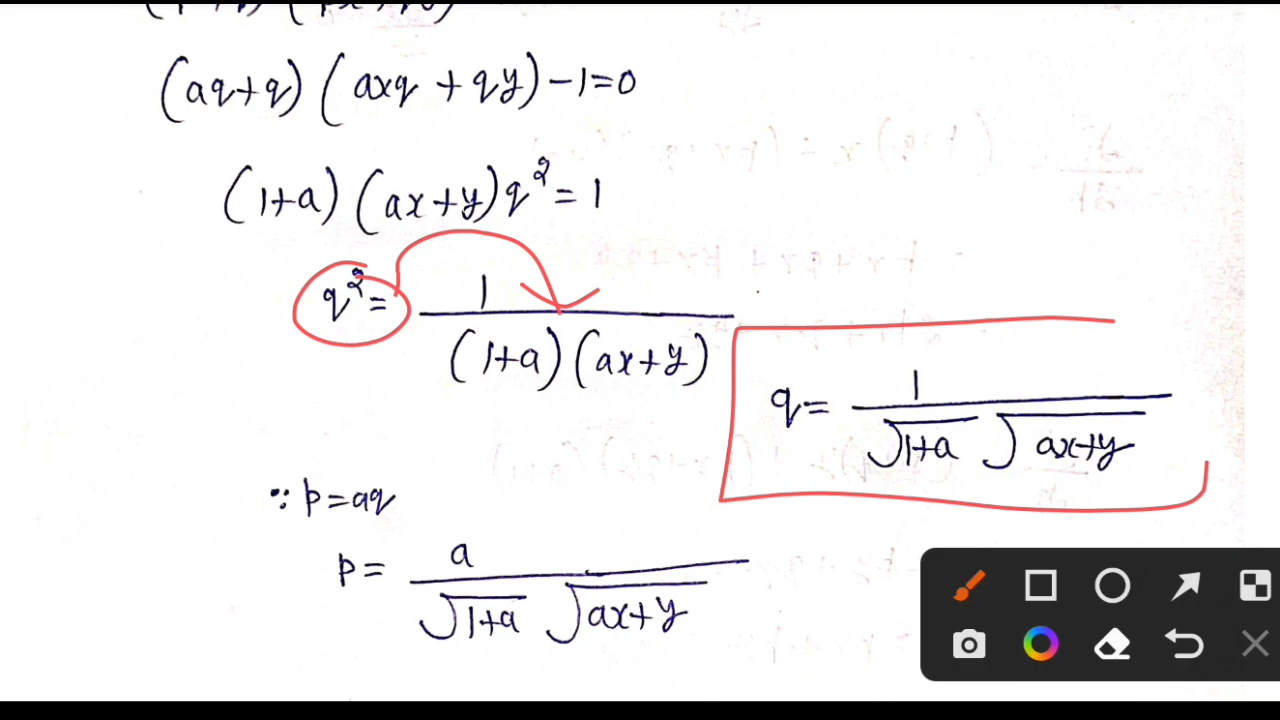 (aq+q) (axq + qy) -1=0
(1+a) (ax+y) q² = 1
q² = 1 / (1+a) (ax+y)
q = 1 / √1+a √ax+y
∵ p=aq
p = a / √1+a √ax+y